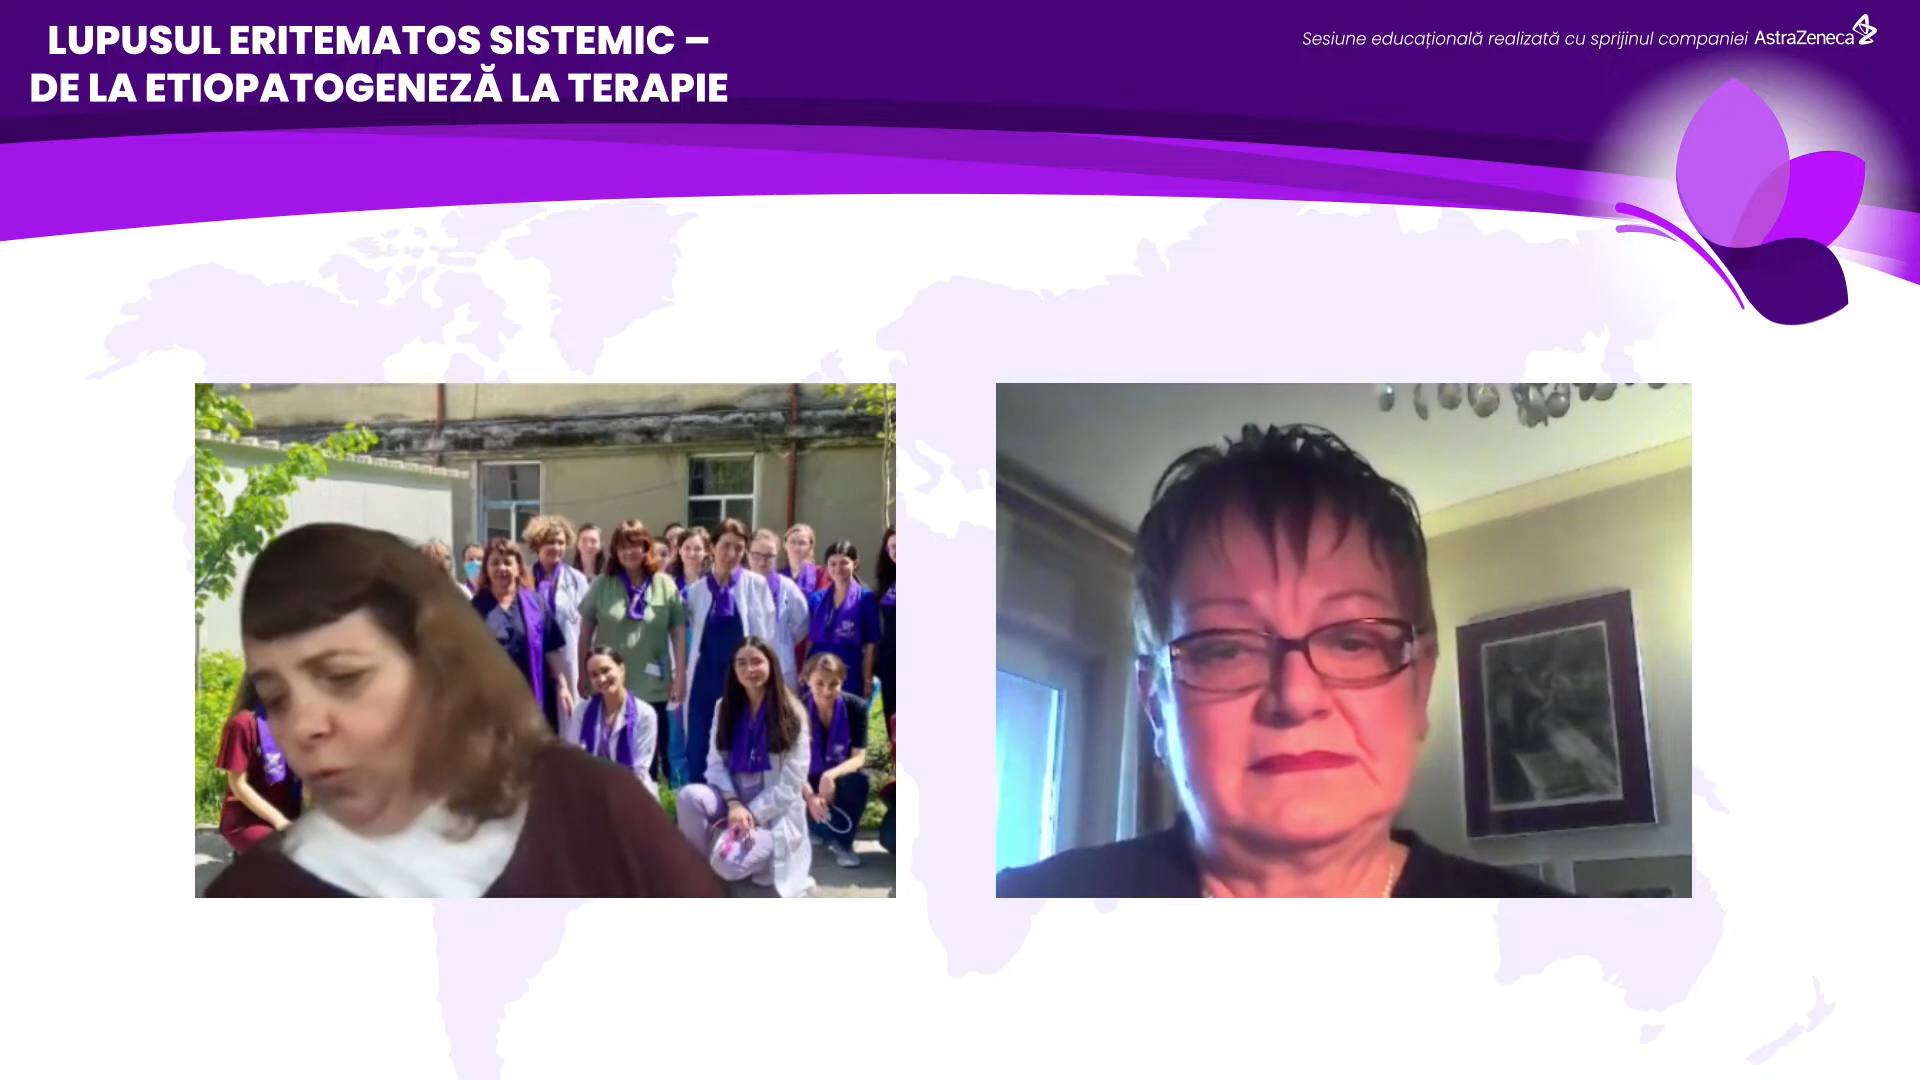 LUPUSUL ERITEMATOS SISTEMIC –
DE LA ETIOPATOGENEZĂ LA TERAPIE
Sesiune educațională realizată cu sprijinul companiei AstraZeneca